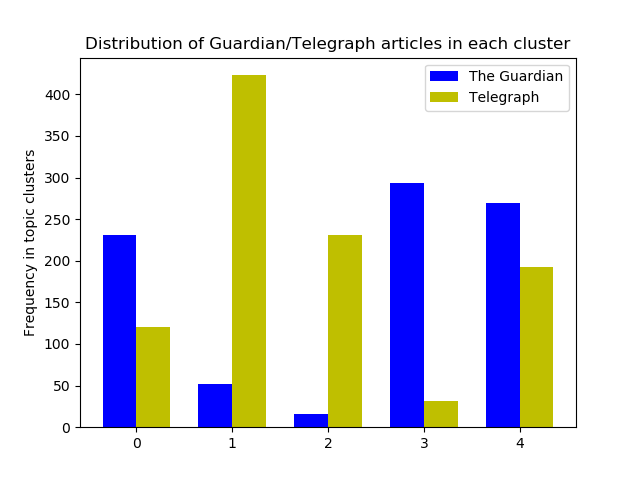 Distribution of Guardian/Telegraph articles in each cluster
The Guardian
Telegraph
Frequency in topic clusters
400
350
300
250
200
150
100
50
0
0 1 2 3 4